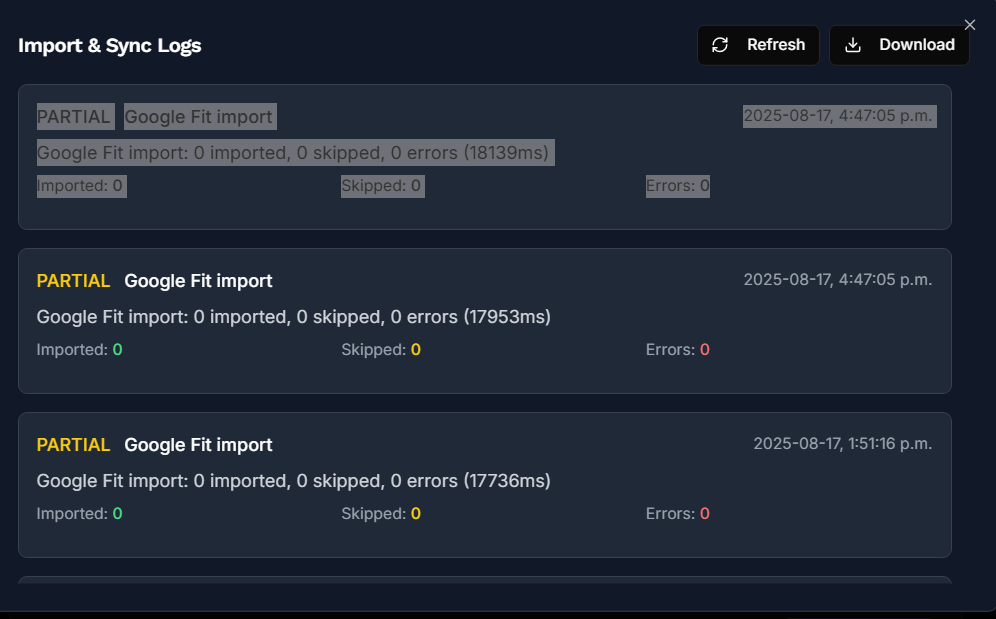 Import & Sync Logs
Refresh
Download
PARTIAL Google Fit import 2025-08-17, 4:47:05 p.m.
Google Fit import: 0 imported, 0 skipped, 0 errors (18139ms)
Imported: 0 Skipped: 0 Errors: 0
PARTIAL Google Fit import 2025-08-17, 4:47:05 p.m.
Google Fit import: 0 imported, 0 skipped, 0 errors (17953ms)
Imported: 0 Skipped: 0 Errors: 0
PARTIAL Google Fit import 2025-08-17, 1:51:16 p.m.
Google Fit import: 0 imported, 0 skipped, 0 errors (17736ms)
Imported: 0 Skipped: 0 Errors: 0